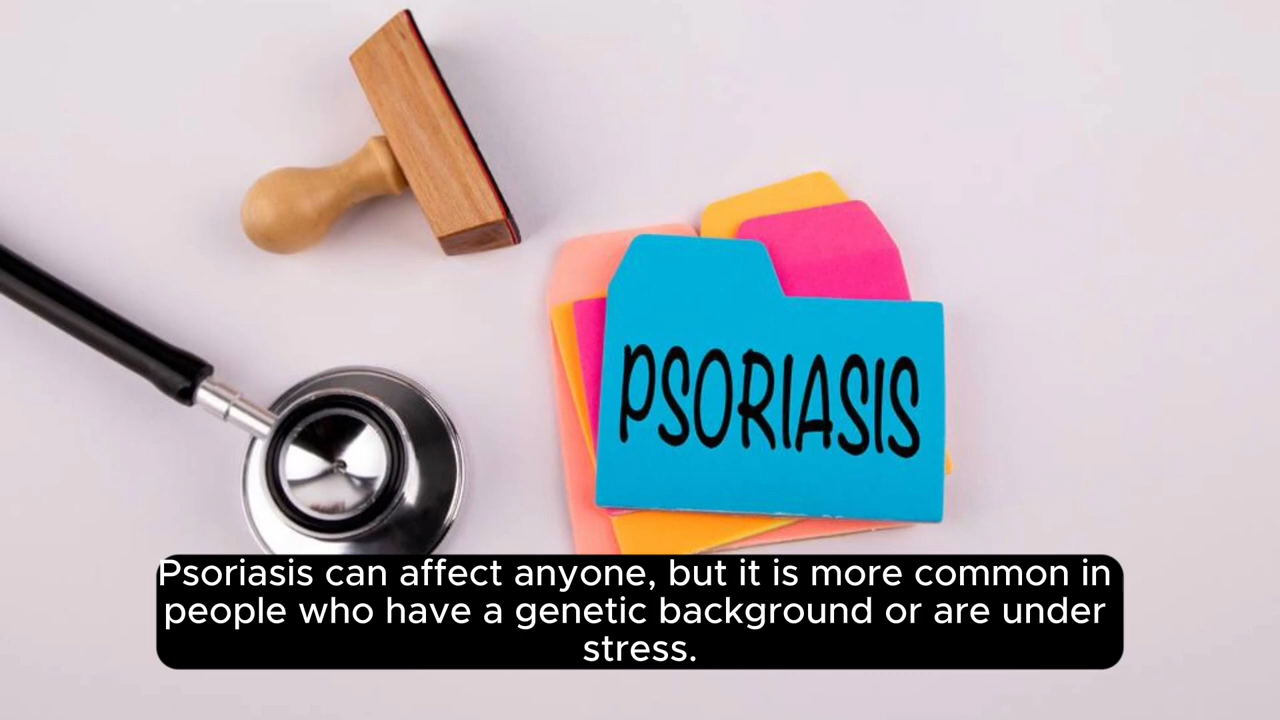 PSORIASIS
Psoriasis can affect anyone, but it is more common in
people who have a genetic background or are under
stress.